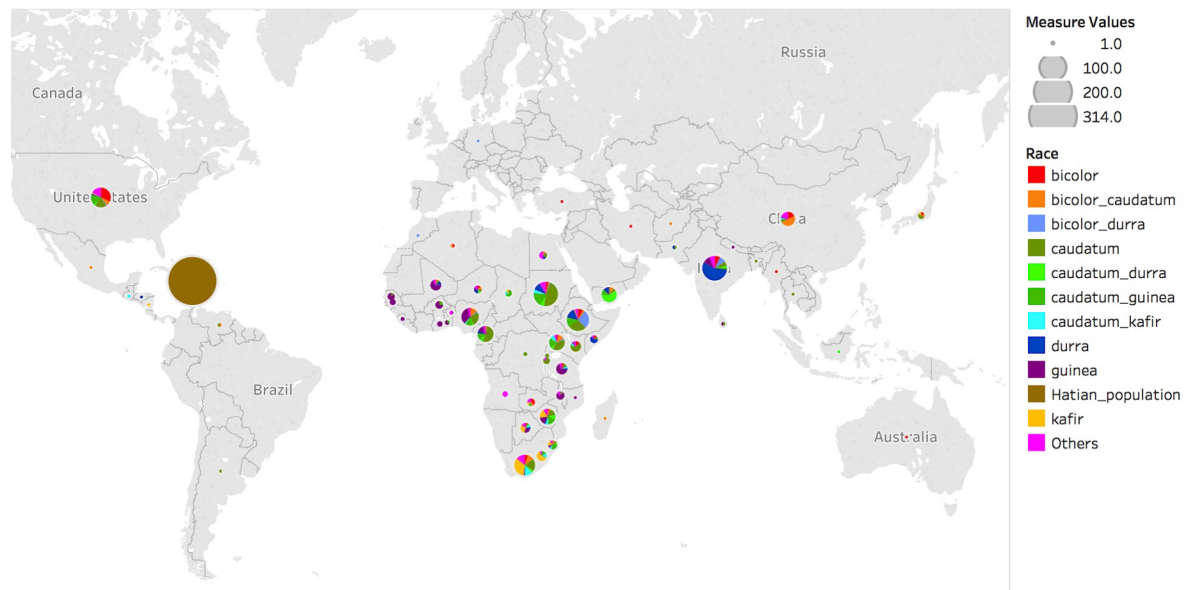 Canada
United States
Brazil
Russia
China
Australia
Measure Values
1.0
100.0
200.0
314.0
Race
bicolor
bicolor_caudatum
bicolor_durra
caudatum
caudatum_durra
caudatum_guinea
caudatum_kafir
durra
guinea
Hatian_population
kafir
Others